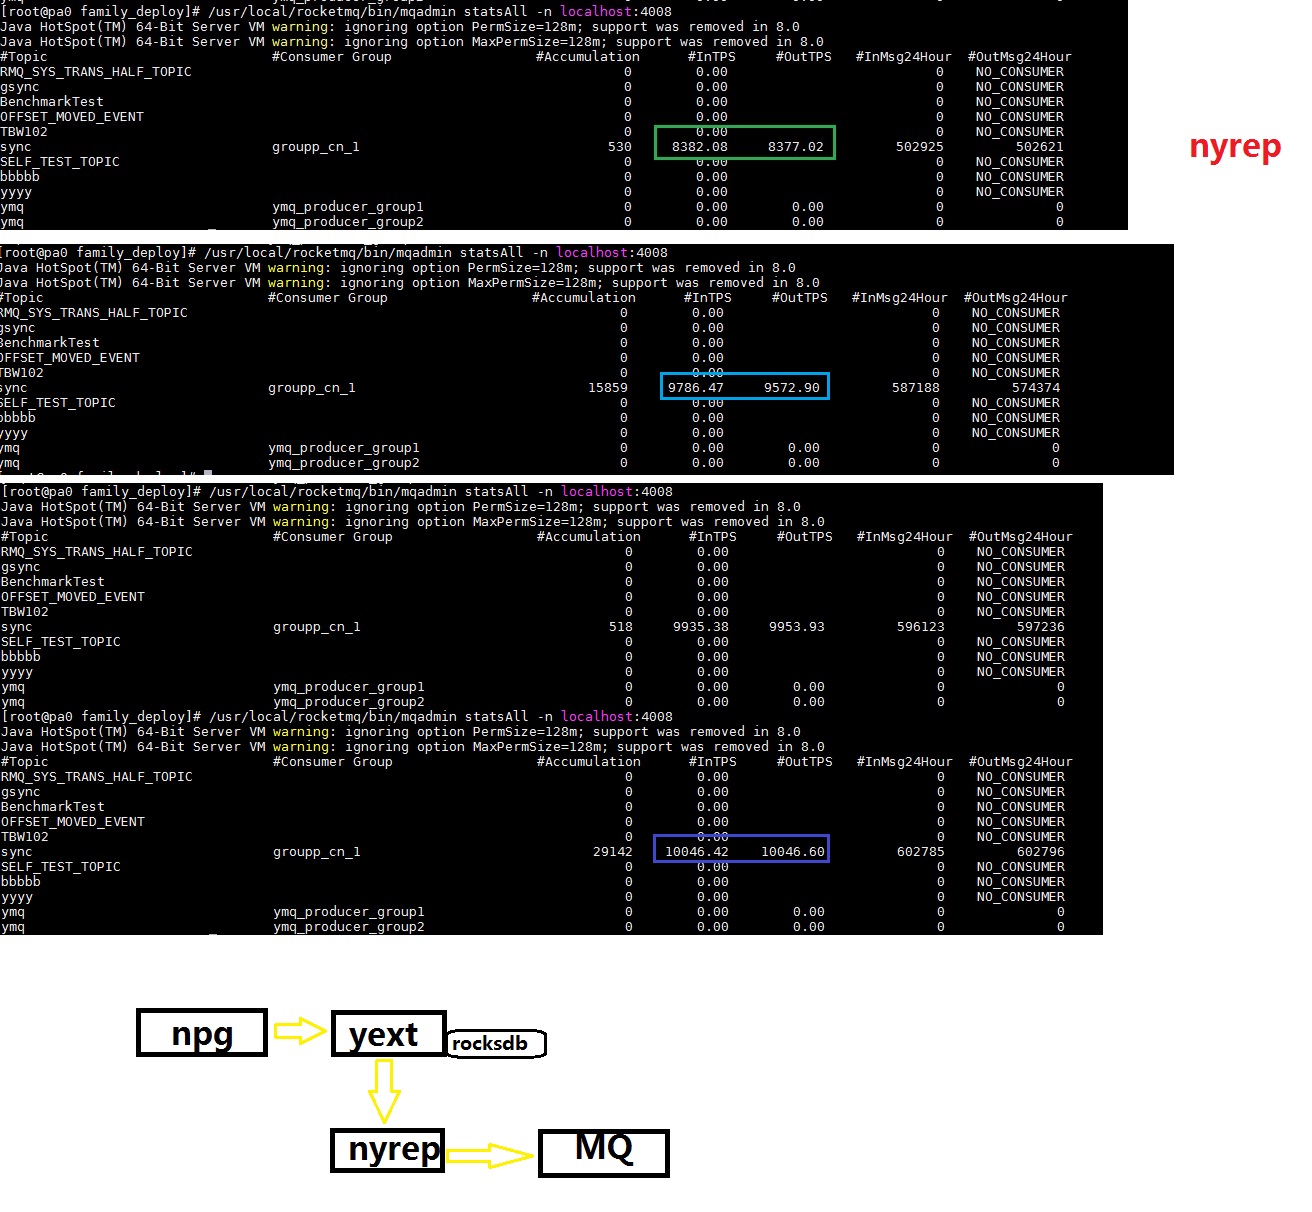 [root@pa0 family_deploy]# /usr/local/rocketmq/bin/mqadmin statsAll -n localhost:4008
Java HotSpot(TM) 64-Bit Server VM warning: ignoring option PermSize=128m; support was removed in 8.0
Java HotSpot(TM) 64-Bit Server VM warning: ignoring option MaxPermSize=128m; support was removed in 8.0
#Topic #Consumer Group #Accumulation #InTPS #OutTPS #InMsg24Hour #OutMsg24Hour
RMQ_SYS_TRANS_HALF_TOPIC 0 0.00 0 NO_CONSUMER
gsync 0 0.00 0 NO_CONSUMER
BenchmarkTest 0 0.00 0 NO_CONSUMER
OFFSET_MOVED_EVENT 0 0.00 0 NO_CONSUMER
TBW102 0 0.00 0 NO_CONSUMER
sync groupp_cn_1 530 8382.08 8377.02 502925 502621
SELF_TEST_TOPIC 0 0.00 0 NO_CONSUMER
bbbbb 0 0.00 0 NO_CONSUMER
yyyy 0 0.00 0 NO_CONSUMER
ymq ymq_producer_group1 0 0.00 0.00 0 0
ymq ymq_producer_group2 0 0.00 0.00 0 0
nyrep
[root@pa0 family_deploy]# /usr/local/rocketmq/bin/mqadmin statsAll -n localhost:4008
Java HotSpot(TM) 64-Bit Server VM warning: ignoring option PermSize=128m; support was removed in 8.0
Java HotSpot(TM) 64-Bit Server VM warning: ignoring option MaxPermSize=128m; support was removed in 8.0
#Topic #Consumer Group #Accumulation #InTPS #OutTPS #InMsg24Hour #OutMsg24Hour
RMQ_SYS_TRANS_HALF_TOPIC 0 0.00 0 NO_CONSUMER
gsync 0 0.00 0 NO_CONSUMER
BenchmarkTest 0 0.00 0 NO_CONSUMER
OFFSET_MOVED_EVENT 0 0.00 0 NO_CONSUMER
TBW102 0 0.00 0 NO_CONSUMER
sync groupp_cn_1 15859 9786.47 9572.90 587188 574374
SELF_TEST_TOPIC 0 0.00 0 NO_CONSUMER
bbbbb 0 0.00 0 NO_CONSUMER
yyyy 0 0.00 0 NO_CONSUMER
ymq ymq_producer_group1 0 0.00 0.00 0 0
ymq ymq_producer_group2 0 0.00 0.00 0 0
[root@pa0 family_deploy]# /usr/local/rocketmq/bin/mqadmin statsAll -n localhost:4008
Java HotSpot(TM) 64-Bit Server VM warning: ignoring option PermSize=128m; support was removed in 8.0
Java HotSpot(TM) 64-Bit Server VM warning: ignoring option MaxPermSize=128m; support was removed in 8.0
#Topic #Consumer Group #Accumulation #InTPS #OutTPS #InMsg24Hour #OutMsg24Hour
RMQ_SYS_TRANS_HALF_TOPIC 0 0.00 0 NO_CONSUMER
gsync 0 0.00 0 NO_CONSUMER
BenchmarkTest 0 0.00 0 NO_CONSUMER
OFFSET_MOVED_EVENT 0 0.00 0 NO_CONSUMER
TBW102 0 0.00 0 NO_CONSUMER
sync groupp_cn_1 518 9935.38 9953.93 596123 597236
SELF_TEST_TOPIC 0 0.00 0 NO_CONSUMER
bbbbb 0 0.00 0 NO_CONSUMER
yyyy 0 0.00 0 NO_CONSUMER
ymq ymq_producer_group1 0 0.00 0.00 0 0
ymq ymq_producer_group2 0 0.00 0.00 0 0
[root@pa0 family_deploy]# /usr/local/rocketmq/bin/mqadmin statsAll -n localhost:4008
Java HotSpot(TM) 64-Bit Server VM warning: ignoring option PermSize=128m; support was removed in 8.0
Java HotSpot(TM) 64-Bit Server VM warning: ignoring option MaxPermSize=128m; support was removed in 8.0
#Topic #Consumer Group #Accumulation #InTPS #OutTPS #InMsg24Hour #OutMsg24Hour
RMQ_SYS_TRANS_HALF_TOPIC 0 0.00 0 NO_CONSUMER
gsync 0 0.00 0 NO_CONSUMER
BenchmarkTest 0 0.00 0 NO_CONSUMER
OFFSET_MOVED_EVENT 0 0.00 0 NO_CONSUMER
TBW102 0 0.00 0 NO_CONSUMER
sync groupp_cn_1 29142 10046.42 10046.60 602785 602796
SELF_TEST_TOPIC 0 0.00 0 NO_CONSUMER
bbbbb 0 0.00 0 NO_CONSUMER
yyyy 0 0.00 0 NO_CONSUMER
ymq ymq_producer_group1 0 0.00 0.00 0 0
ymq ymq_producer_group2 0 0.00 0.00 0 0
npg
yext
rocksdb
nyrep
MQ